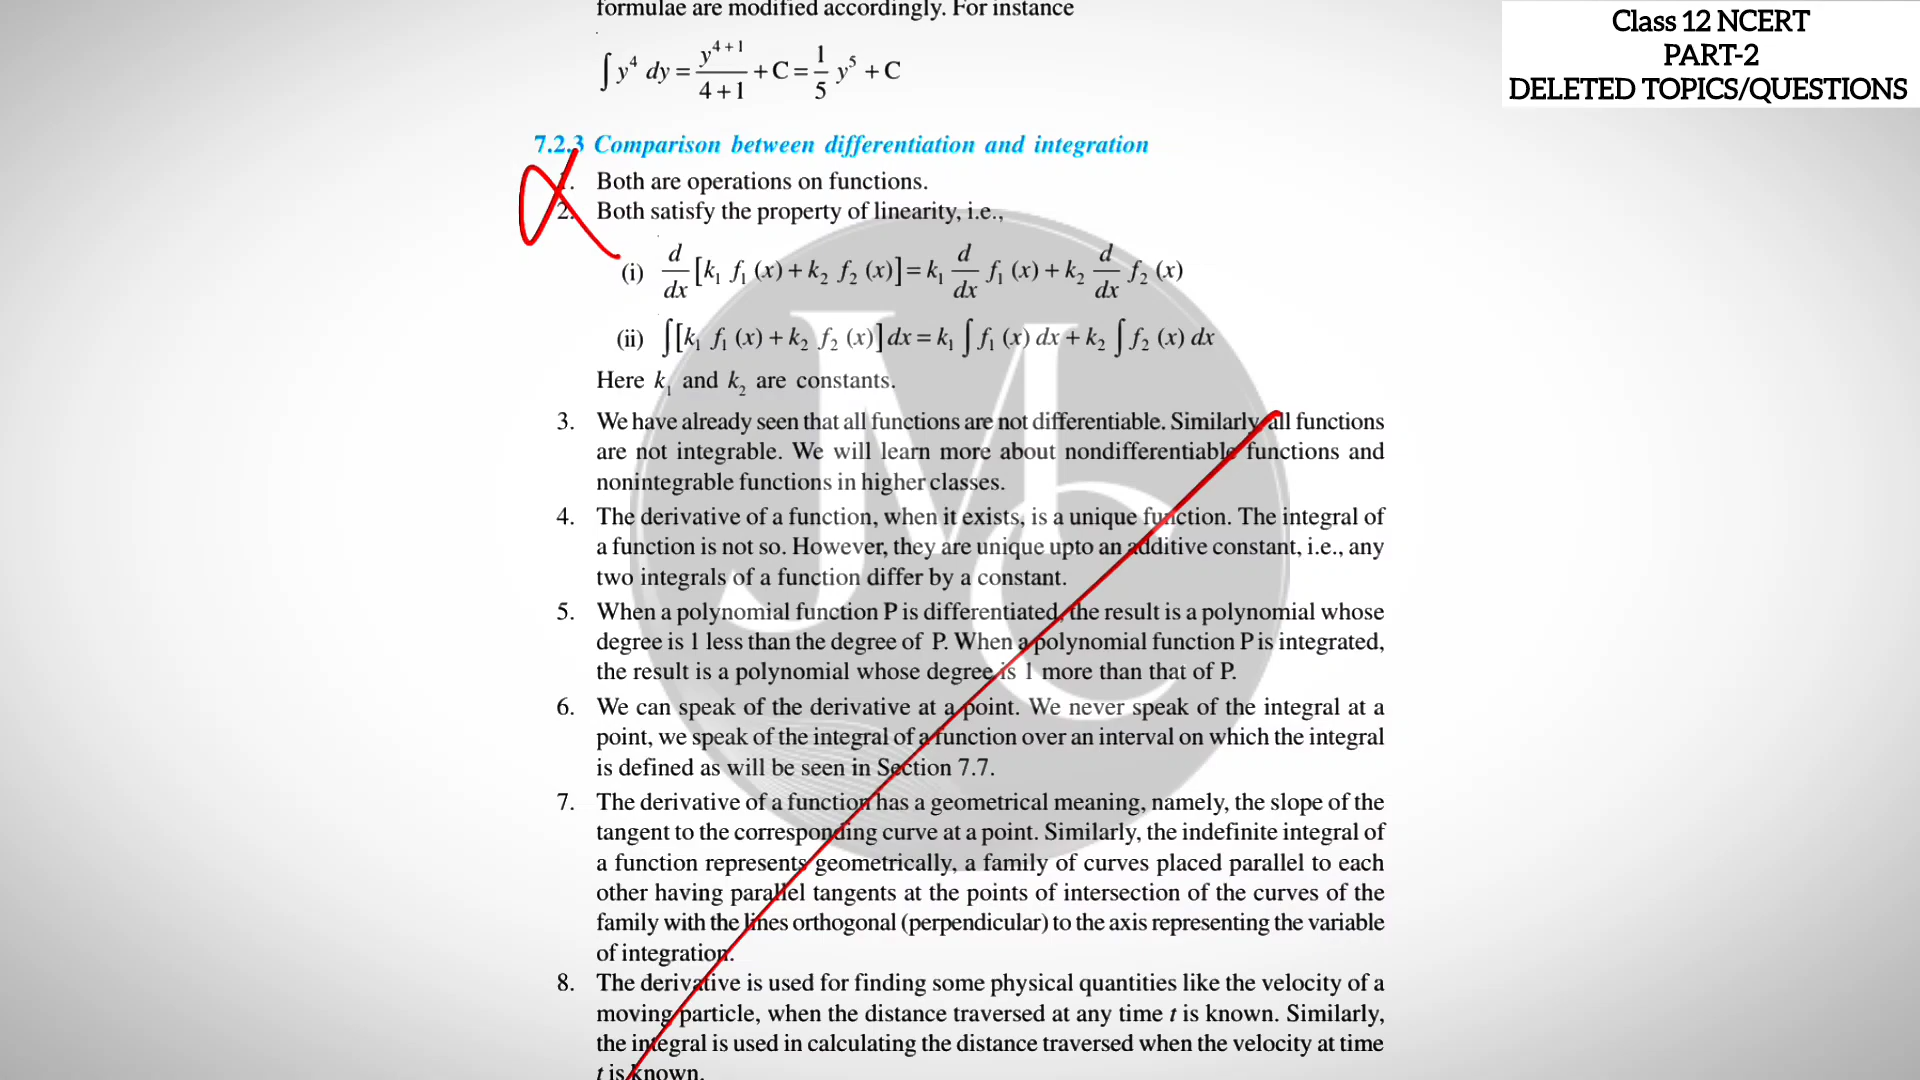 formulae are modified accordingly. For instance
∫ y⁴ dy = y⁴⁺¹/(4+1) + C = 1/5 y⁵ + C
7.2.3 Comparison between differentiation and integration
1. Both are operations on functions.
2. Both satisfy the property of linearity, i.e.,
(i) d/dx [k₁ f₁ (x) + k₂ f₂ (x)] = k₁ d/dx f₁ (x) + k₂ d/dx f₂ (x)
(ii) ∫ [k₁ f₁ (x) + k₂ f₂ (x)] dx = k₁ ∫ f₁ (x) dx + k₂ ∫ f₂ (x) dx
Here k₁ and k₂ are constants.
3. We have already seen that all functions are not differentiable. Similarly, all functions
are not integrable. We will learn more about nondifferentiable functions and
nonintegrable functions in higher classes.
4. The derivative of a function, when it exists, is a unique function. The integral of
a function is not so. However, they are unique upto an additive constant, i.e., any
two integrals of a function differ by a constant.
5. When a polynomial function P is differentiated, the result is a polynomial whose
degree is 1 less than the degree of P. When a polynomial function P is integrated,
the result is a polynomial whose degree is 1 more than that of P.
6. We can speak of the derivative at a point. We never speak of the integral at a
point, we speak of the integral of a function over an interval on which the integral
is defined as will be seen in Section 7.7.
7. The derivative of a function has a geometrical meaning, namely, the slope of the
tangent to the corresponding curve at a point. Similarly, the indefinite integral of
a function represents geometrically, a family of curves placed parallel to each
other having parallel tangents at the points of intersection of the curves of the
family with the lines orthogonal (perpendicular) to the axis representing the variable
of integration.
8. The derivative is used for finding some physical quantities like the velocity of a
moving particle, when the distance traversed at any time t is known. Similarly,
the integral is used in calculating the distance traversed when the velocity at time
t is known.
Class 12 NCERT
PART-2
DELETED TOPICS/QUESTIONS
JMC